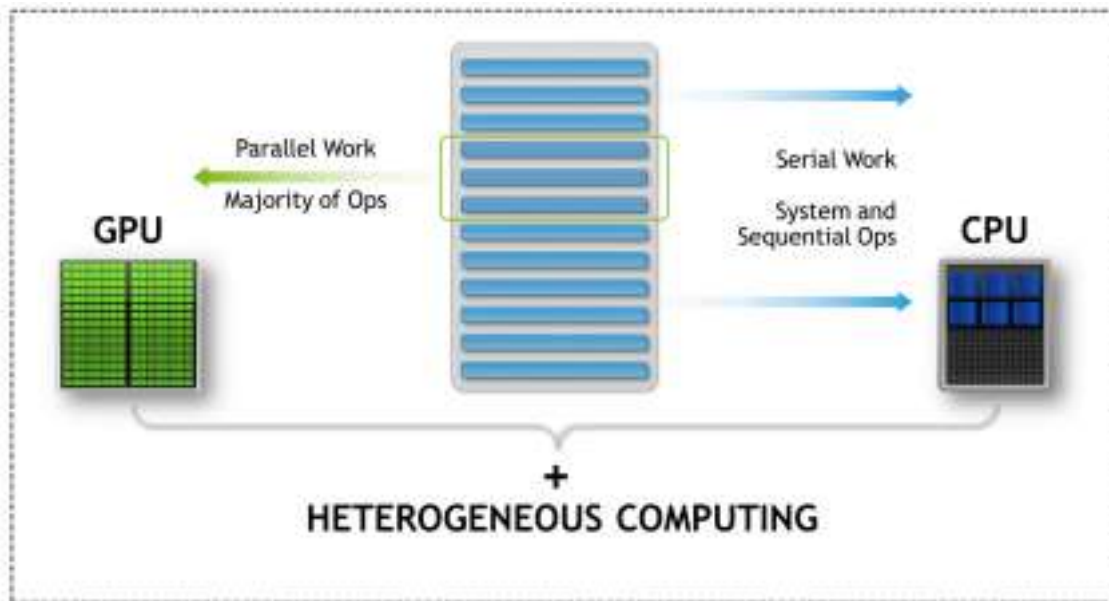 Parallel Work
Majority of Ops
GPU
Serial Work
System and
Sequential Ops
CPU
+
HETEROGENEOUS COMPUTING